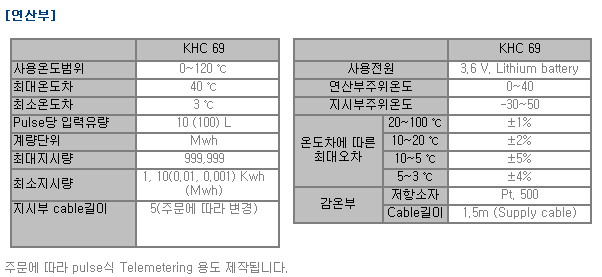 [연산부]
KHC 69
사용온도범위 0~120 ℃
최대온도차 40 ℃
최소온도차 3 ℃
Pulse당 입력유량 10 (100) L
계량단위 Mwh
최대지시량 999,999
최소지시량 1, 10(0,01, 0,001) Kwh (Mwh)
지시부 cable길이 5(주문에 따라 변경)
KHC 69
사용전원 3,6 V, Lithium battery
연산부주위온도 0~40
지시부주위온도 -30~50
온도차에 따른 최대오차 20~100 ℃ ±1%
10~20 ℃ ±2%
10~5 ℃ ±5%
5~3 ℃ ±4%
감온부 저항소자 Pt, 500
Cable길이 1,5m (Supply cable)
주문에 따라 pulse식 Telemetering 용도 제작됩니다.